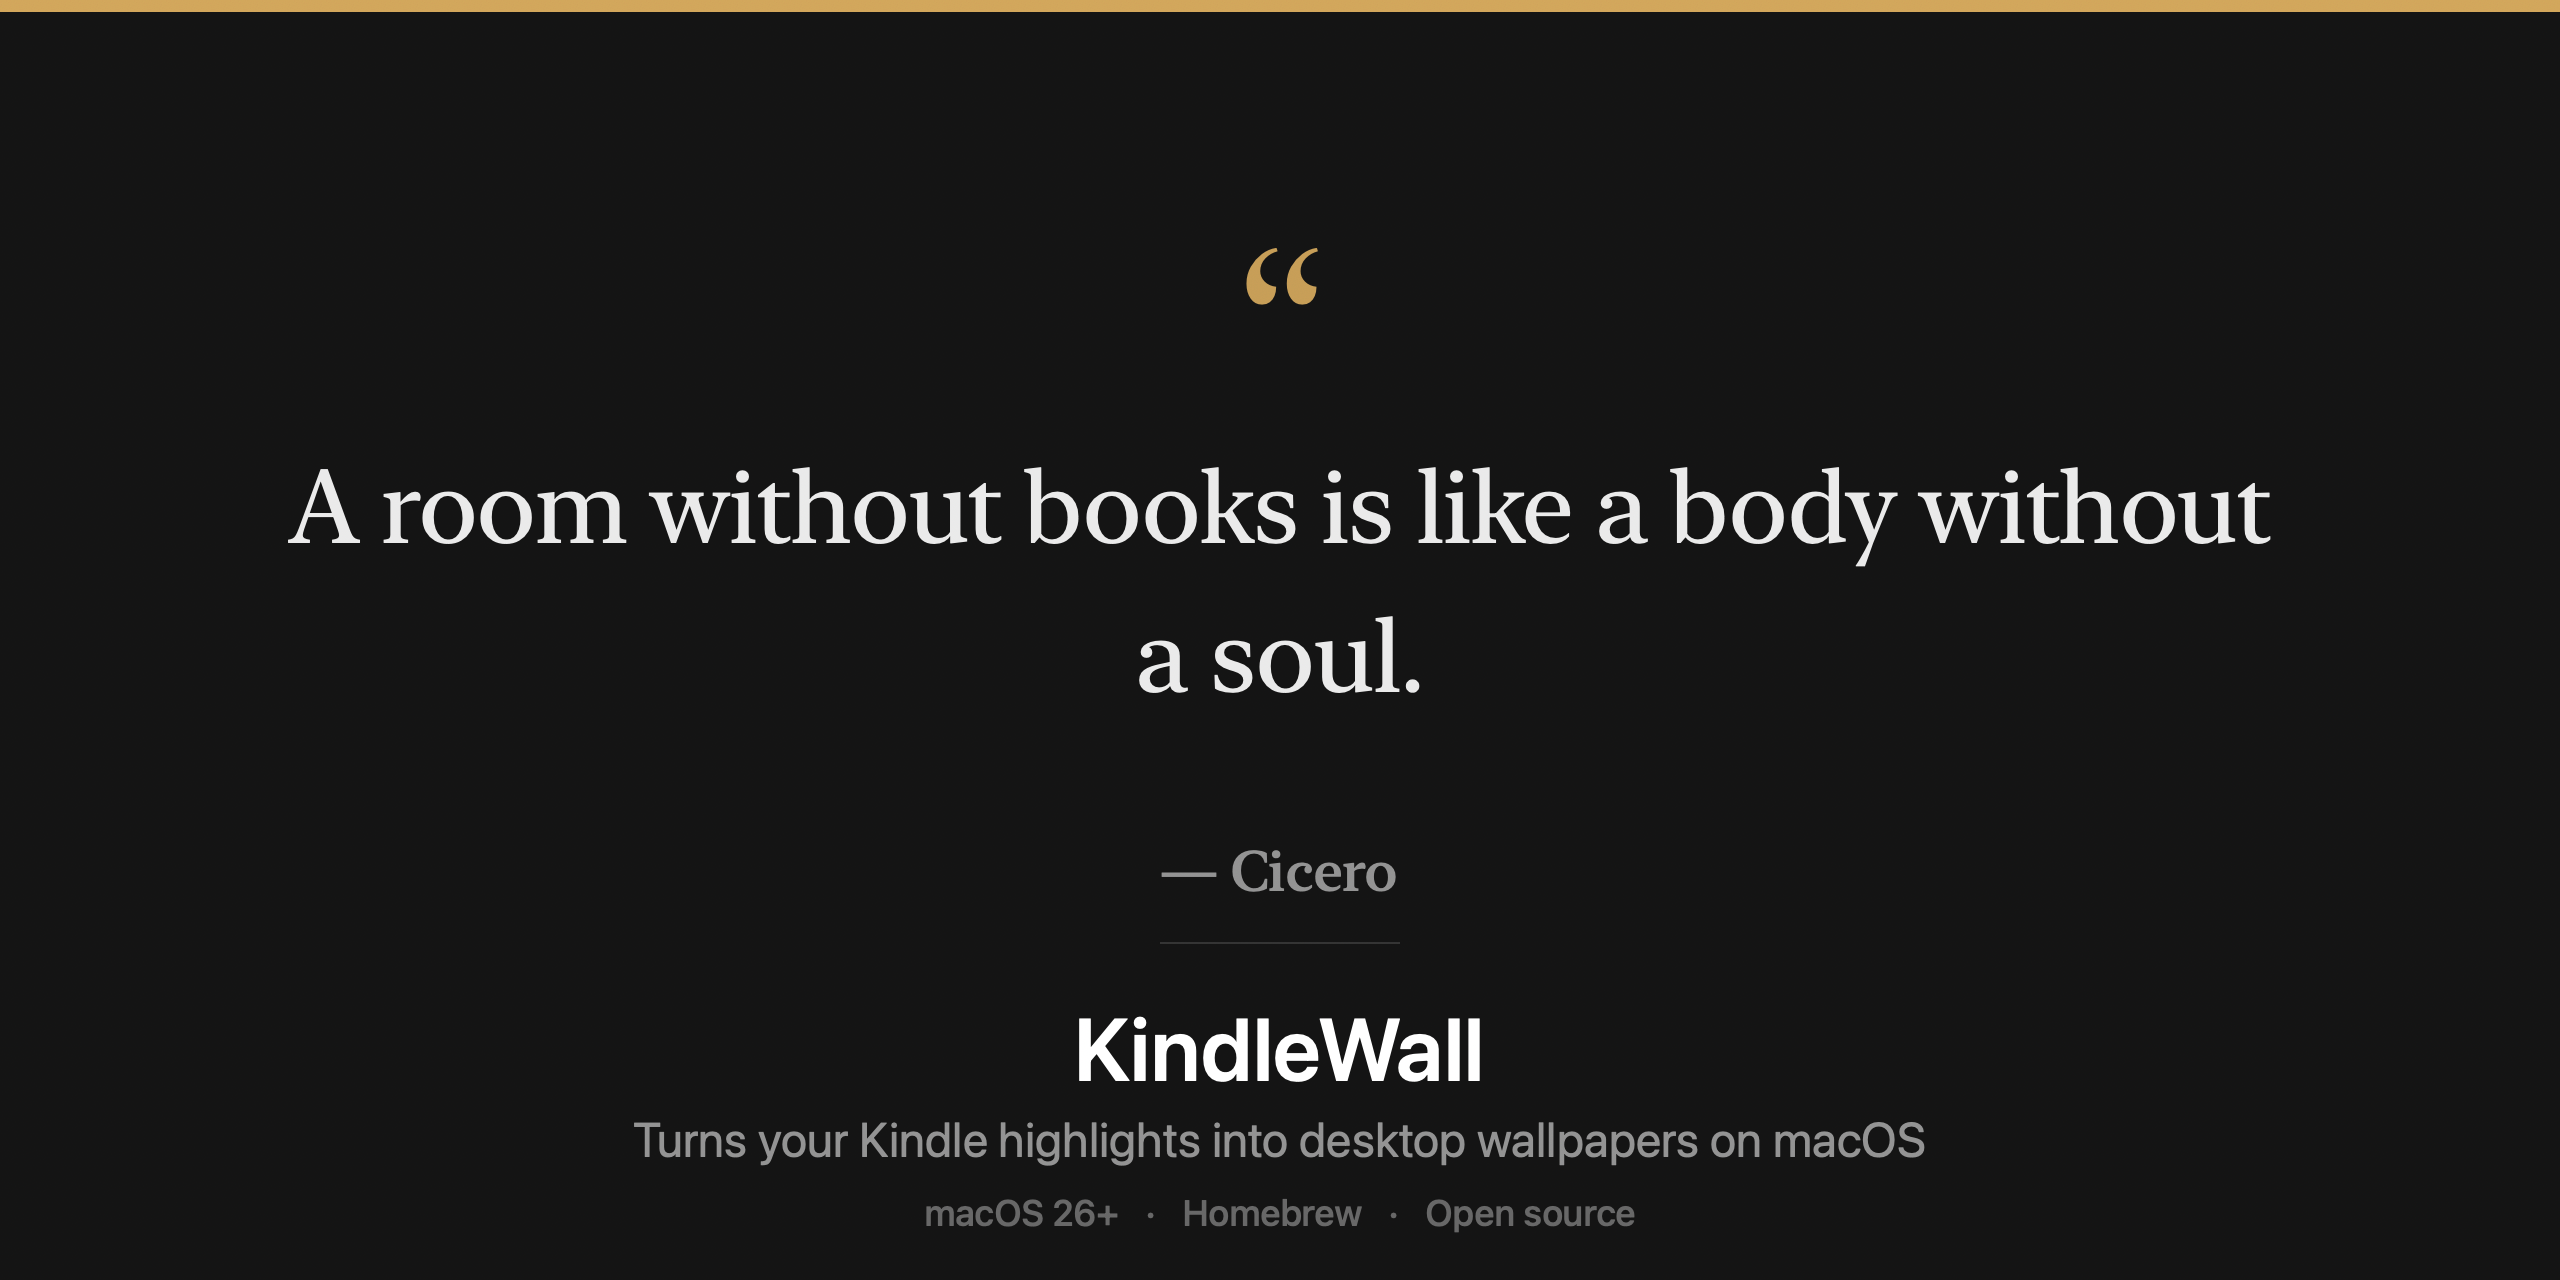 “
A room without books is like a body without
a soul.
— Cicero
KindleWall
Turns your Kindle highlights into desktop wallpapers on macOS
macOS 26+ · Homebrew · Open source